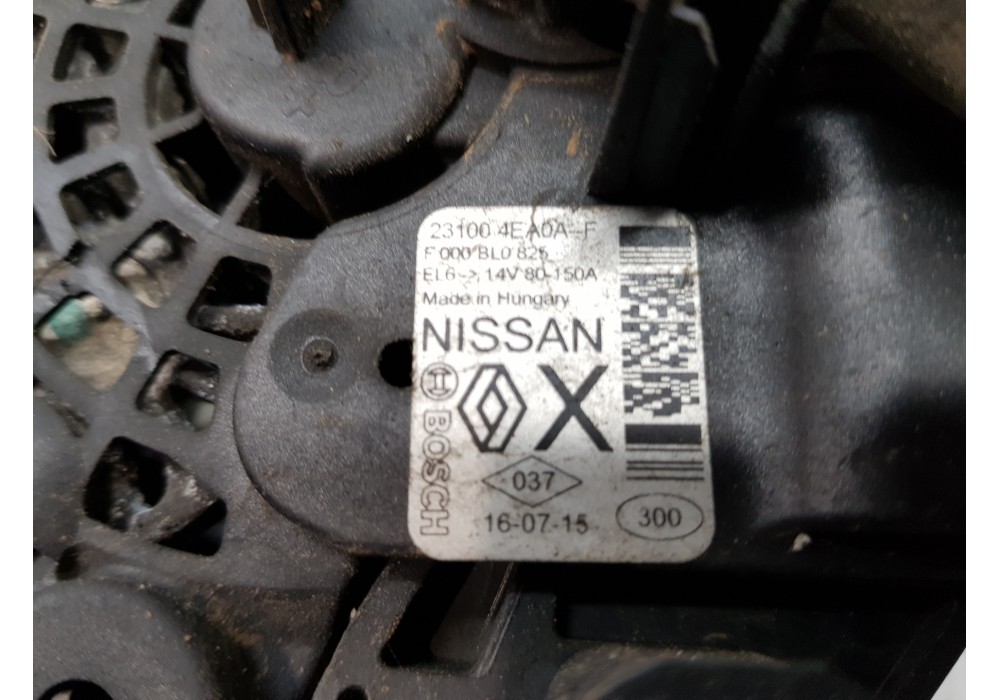 23100 4EA0A--F
F 000 BL0 825
EL6-> 14V 80-150A
Made in Hungary
NISSAN
BOSCH
X
037
16-07-15
300